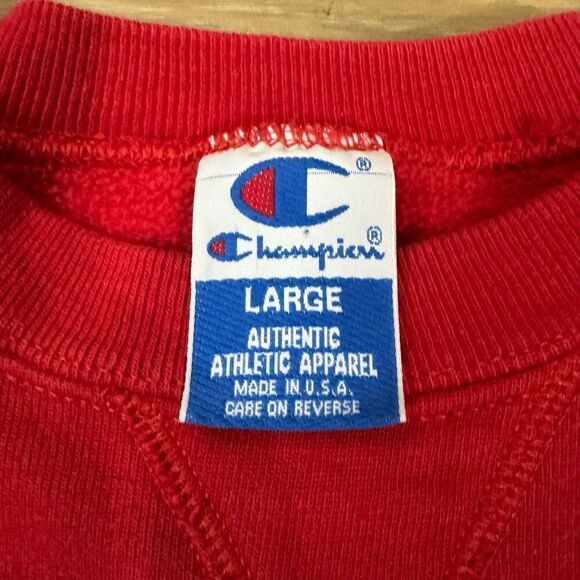 ®
Champion®
LARGE
AUTHENTIC
ATHLETIC APPAREL
MADE IN U.S.A.
CARE ON REVERSE